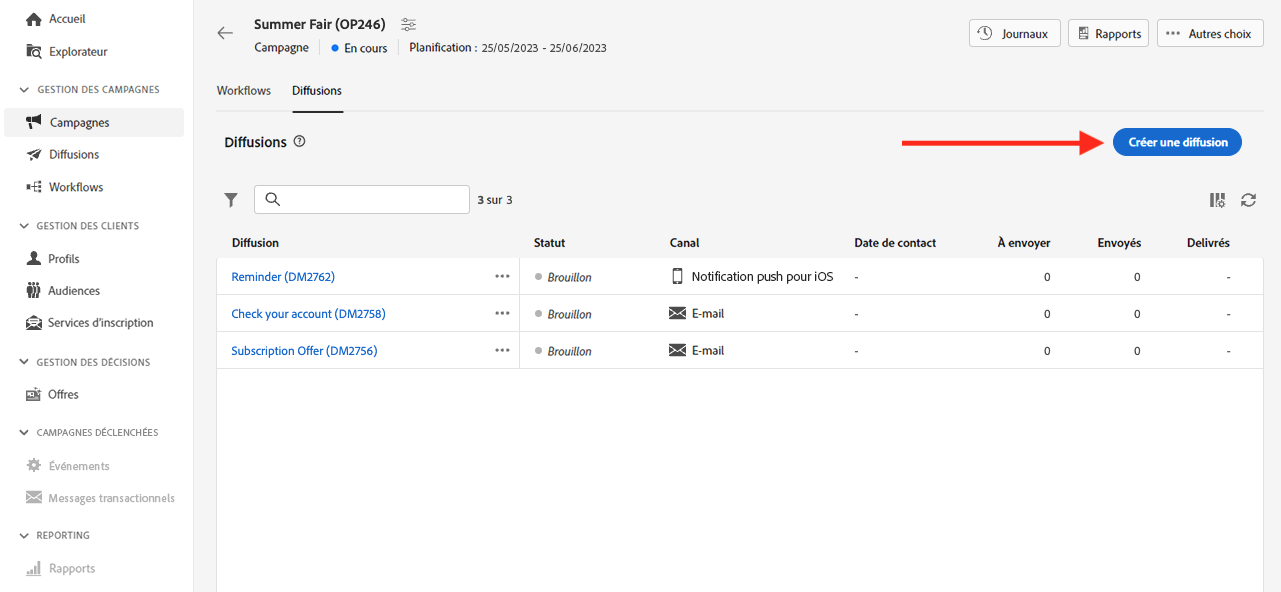 Accueil
Explorateur
GESTION DES CAMPAGNES
Campagnes
Diffusions
Workflows
GESTION DES CLIENTS
Profils
Audiences
Services d'inscription
GESTION DES DÉCISIONS
Offres
CAMPAGNES DÉCLENCHÉES
Événements
Messages transactionnels
REPORTING
Rapports
Summer Fair (OP246)
Campagne En cours Planification : 25/05/2023 - 25/06/2023
Journaux Rapports Autres choix
Workflows Diffusions
Diffusions
Créer une diffusion
3 sur 3
Diffusion Statut Canal Date de contact À envoyer Envoyés Delivrés
Reminder (DM2762) Brouillon Notification push pour iOS - 0 0 -
Check your account (DM2758) Brouillon E-mail - 0 0 -
Subscription Offer (DM2756) Brouillon E-mail - 0 0 -